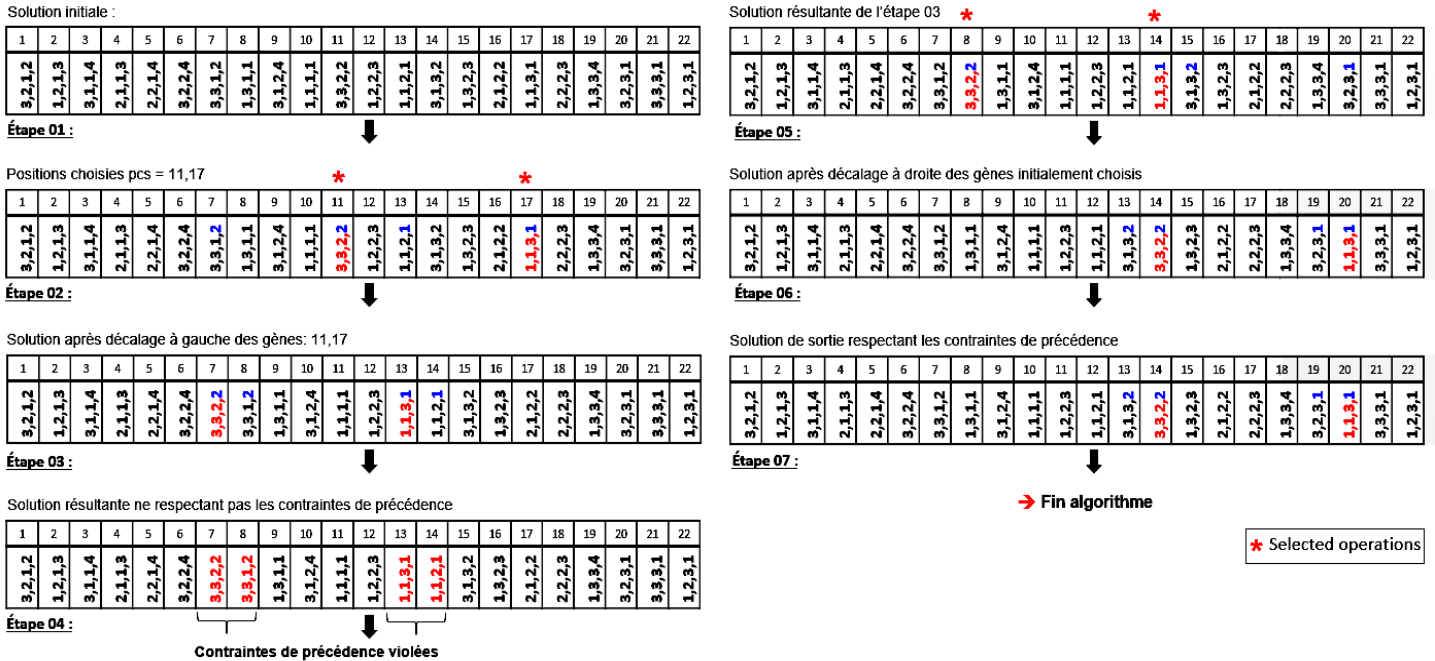 Solution initiale :
1 2 3 4 5 6 7 8 9 10 11 12 13 14 15 16 17 18 19 20 21 22
3,2,1,2 1,2,1,3 3,1,1,4 2,1,1,3 2,2,1,4 3,2,2,4 3,3,1,2 1,3,1,1 3,1,2,4 1,1,1,1 3,3,2,2 1,2,2,3 1,1,2,1 3,1,3,2 1,3,2,3 2,1,2,2 1,1,3,1 2,2,2,3 1,3,3,4 3,2,3,1 3,3,3,1 1,2,3,1
Étape 01 :
Positions choisies pcs = 11,17 * *
1 2 3 4 5 6 7 8 9 10 11 12 13 14 15 16 17 18 19 20 21 22
3,2,1,2 1,2,1,3 3,1,1,4 2,1,1,3 2,2,1,4 3,2,2,4 3,3,1,2 1,3,1,1 3,1,2,4 1,1,1,1 3,3,2,2 1,2,2,3 1,1,2,1 3,1,3,2 1,3,2,3 2,1,2,2 1,1,3,1 2,2,2,3 1,3,3,4 3,2,3,1 3,3,3,1 1,2,3,1
Étape 02 :
Solution après décalage à gauche des gènes: 11,17
1 2 3 4 5 6 7 8 9 10 11 12 13 14 15 16 17 18 19 20 21 22
3,2,1,2 1,2,1,3 3,1,1,4 2,1,1,3 2,2,1,4 3,2,2,4 3,3,2,2 3,3,1,2 1,3,1,1 3,1,2,4 1,1,1,1 1,2,2,3 1,1,3,1 1,1,2,1 3,1,3,2 1,3,2,3 2,1,2,2 2,2,2,3 1,3,3,4 3,2,3,1 3,3,3,1 1,2,3,1
Étape 03 :
Solution résultante ne respectant pas les contraintes de précédence
1 2 3 4 5 6 7 8 9 10 11 12 13 14 15 16 17 18 19 20 21 22
3,2,1,2 1,2,1,3 3,1,1,4 2,1,1,3 2,2,1,4 3,2,2,4 3,3,2,2 3,3,1,2 1,3,1,1 3,1,2,4 1,1,1,1 1,2,2,3 1,1,3,1 1,1,2,1 3,1,3,2 1,3,2,3 2,1,2,2 2,2,2,3 1,3,3,4 3,2,3,1 3,3,3,1 1,2,3,1
Étape 04 :
Contraintes de précédence violées
Solution résultante de l'étape 03 * *
1 2 3 4 5 6 7 8 9 10 11 12 13 14 15 16 17 18 19 20 21 22
3,2,1,2 1,2,1,3 3,1,1,4 2,1,1,3 2,2,1,4 3,2,2,4 3,3,1,2 3,3,2,2 1,3,1,1 3,1,2,4 1,1,1,1 1,2,2,3 1,1,2,1 1,1,3,1 3,1,3,2 1,3,2,3 2,1,2,2 2,2,2,3 1,3,3,4 3,2,3,1 3,3,3,1 1,2,3,1
Étape 05 :
Solution après décalage à droite des gènes initialement choisis
1 2 3 4 5 6 7 8 9 10 11 12 13 14 15 16 17 18 19 20 21 22
3,2,1,2 1,2,1,3 3,1,1,4 2,1,1,3 2,2,1,4 3,2,2,4 3,3,1,2 1,3,1,1 3,1,2,4 1,1,1,1 1,2,2,3 1,1,2,1 3,1,3,2 3,3,2,2 1,3,2,3 2,1,2,2 2,2,2,3 1,3,3,4 3,2,3,1 1,1,3,1 3,3,3,1 1,2,3,1
Étape 06 :
Solution de sortie respectant les contraintes de précédence
1 2 3 4 5 6 7 8 9 10 11 12 13 14 15 16 17 18 19 20 21 22
3,2,1,2 1,2,1,3 3,1,1,4 2,1,1,3 2,2,1,4 3,2,2,4 3,3,1,2 1,3,1,1 3,1,2,4 1,1,1,1 1,2,2,3 1,1,2,1 3,1,3,2 3,3,2,2 1,3,2,3 2,1,2,2 2,2,2,3 1,3,3,4 3,2,3,1 1,1,3,1 3,3,3,1 1,2,3,1
Étape 07 :
→ Fin algorithme
* Selected operations